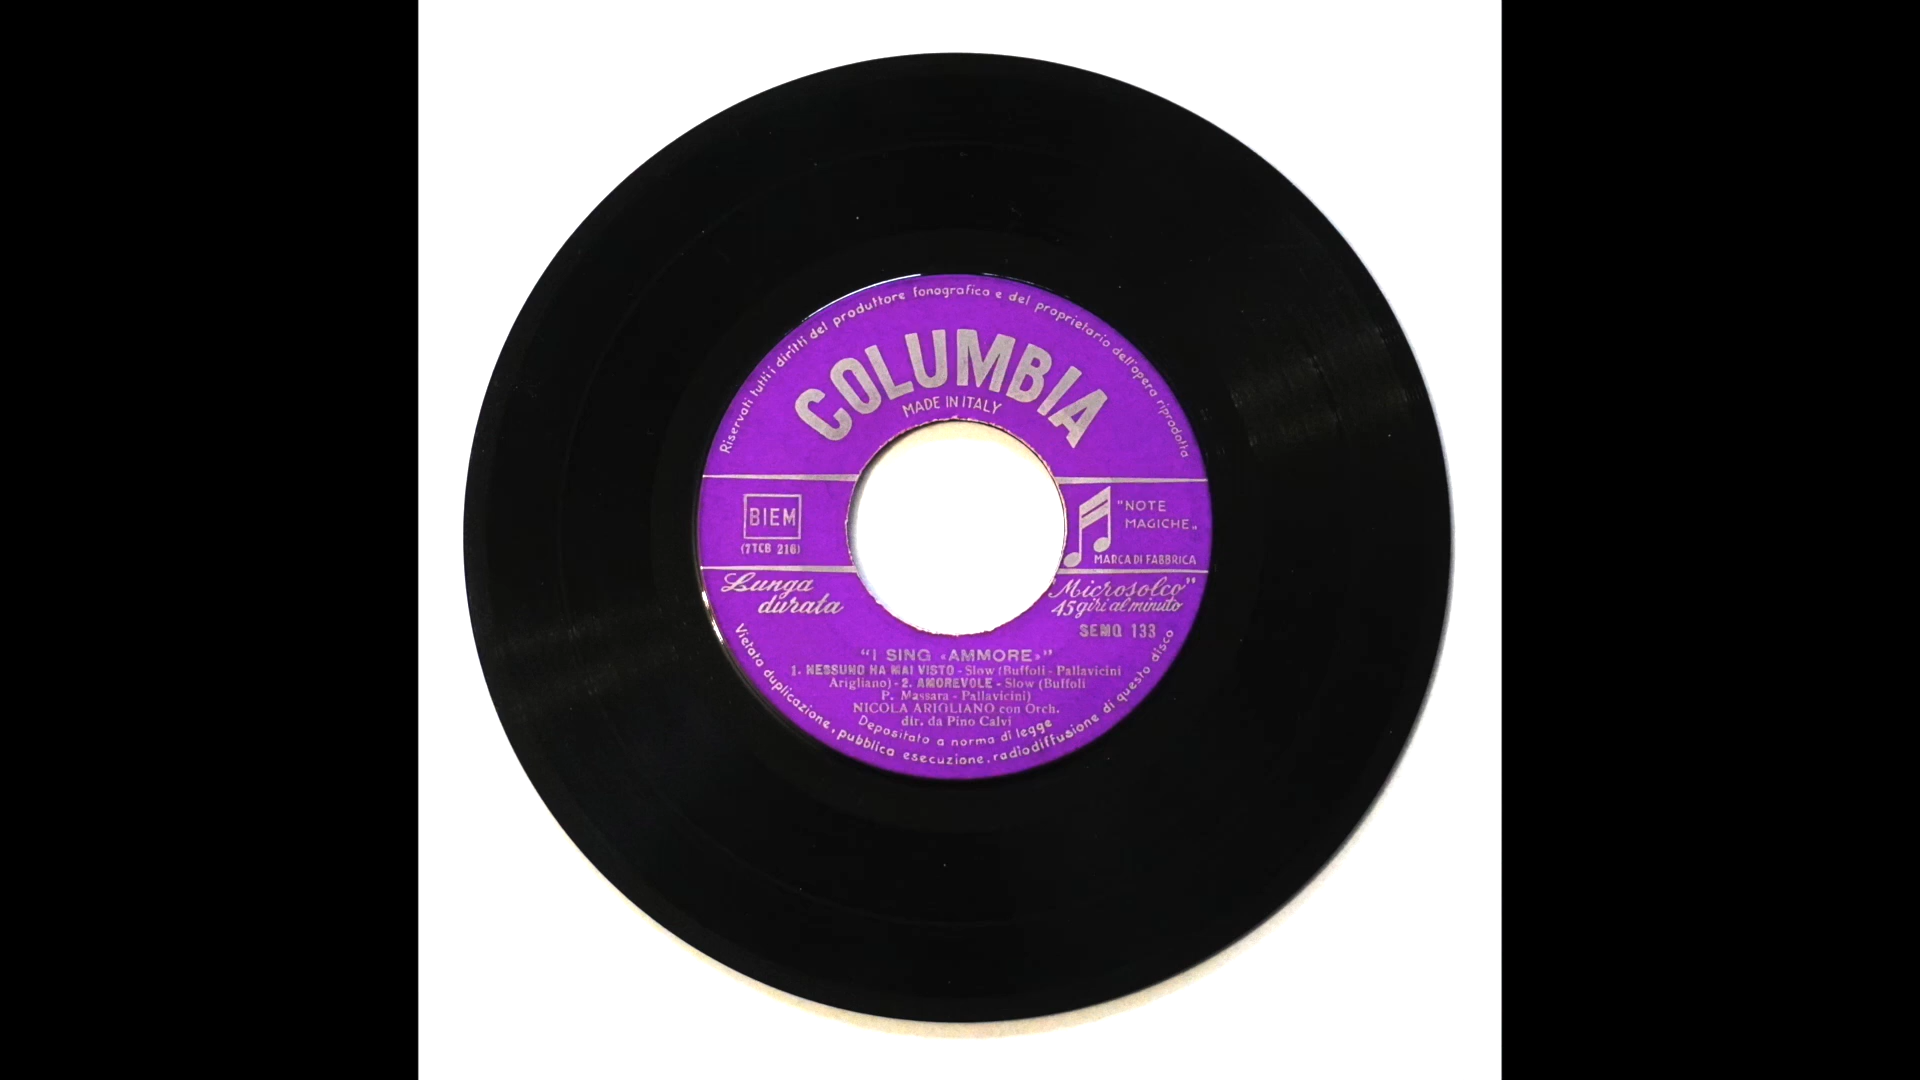 Riservati tutti i diritti del produttore fonografico e del proprietario dell'opera riprodotta
COLUMBIA
MADE IN ITALY
BIEM
(7TCB 216)
"NOTE
MAGICHE„
MARCA DI FABBRICA
Lunga
durata
"Microsolco"
45 giri al minuto
SEMQ 133
"I SING «AMMORE»"
1. NESSUNO HA MAI VISTO - Slow (Buffoli - Pallavicini
Arigliano) - 2. AMOREVOLE - Slow (Buffoli
P. Massara - Pallavicini)
NICOLA ARIGLIANO con Orch.
dir. da Pino Calvi
Depositato a norma di legge
Vietata duplicazione, pubblica esecuzione, radiodiffusione di questo disco